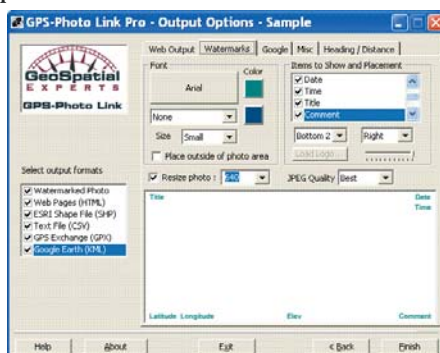 GPS-Photo Link Pro - Output Options - Sample
GeoSpatial
EXPERTS
GPS-Photo Link
Select output formats
Watermarked Photo
Web Pages (HTML)
ESRI Shape File (SHP)
Text File (CSV)
GPS Exchange (GPX)
Google Earth (KML)
Web Output Watermarks Google Misc Heading / Distance
Font
Color
Arial
None
Size Small
Place outside of photo area
Items to Show and Placement
Date
Time
Title
Comment
Bottom 2 Right
Load Logo
Resize photo : 640 JPEG Quality Best
Title Date
Time
Latitude Longitude Elev Comment
Help About Exit < Back Finish